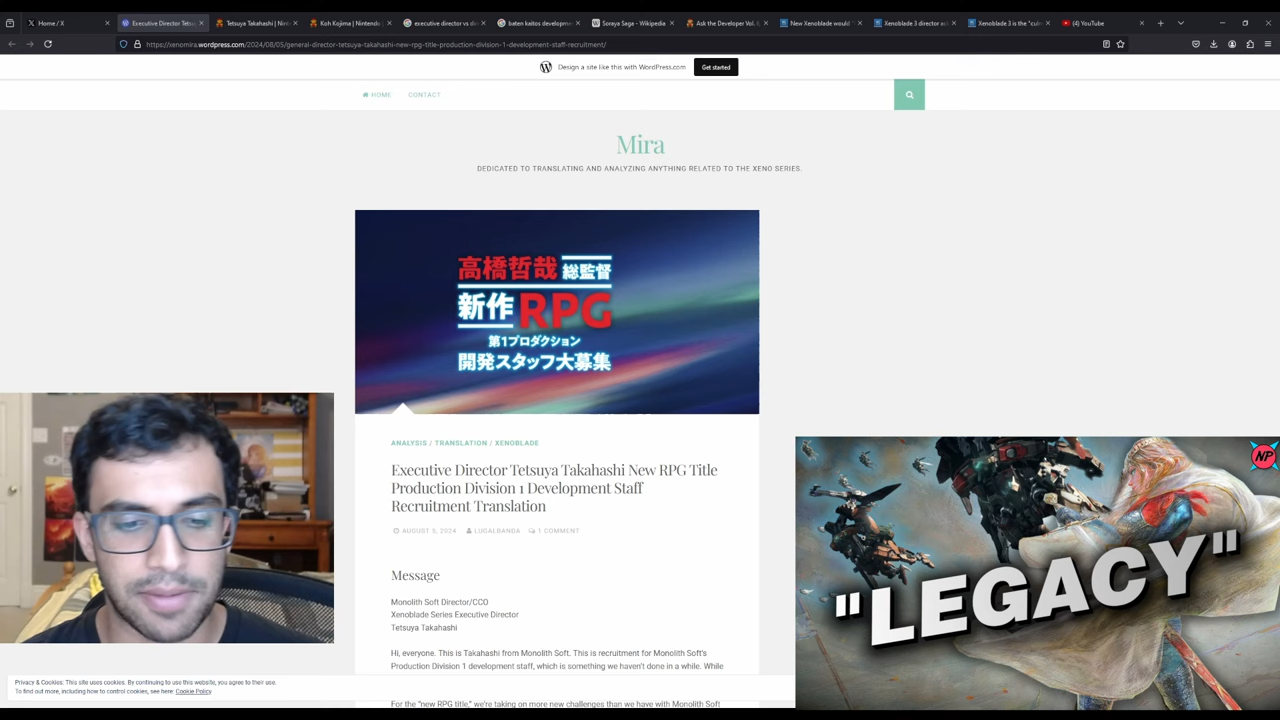 Home / X
Executive Director Tetsu
Tetsuya Takahashi | Nint
Koh Kojima | Nintendo
executive director vs di
baten kaitos developme
Soraya Saga - Wikipedia
Ask the Developer Vol.
New Xenoblade would
Xenoblade 3 director ac
Xenoblade 3 is the "cul
(4) YouTube
https://xenomira.wordpress.com/2024/08/05/general-director-tetsuya-takahashi-new-rpg-title-production-division-1-development-staff-recruitment/
Design a site like this with WordPress.com
Get started
HOME
CONTACT
Mira
DEDICATED TO TRANSLATING AND ANALYZING ANYTHING RELATED TO THE XENO SERIES.
高橋哲哉 総監督
新作RPG
第1プロダクション
開発スタッフ大募集
ANALYSIS / TRANSLATION / XENOBLADE
Executive Director Tetsuya Takahashi New RPG Title
Production Division 1 Development Staff
Recruitment Translation
AUGUST 5, 2024
LUGALBANDA
1 COMMENT
Message
Monolith Soft Director/CCO
Xenoblade Series Executive Director
Tetsuya Takahashi
Hi, everyone. This is Takahashi from Monolith Soft. This is recruitment for Monolith Soft's
Production Division 1 development staff, which is something we haven't done in a while. While
For the "new RPG title," we're taking on more new challenges than we have with Monolith Soft
Privacy & Cookies: This site uses cookies. By continuing to use this website, you agree to their use.
To find out more, including how to control cookies, see here: Cookie Policy
NP
"LEGACY"